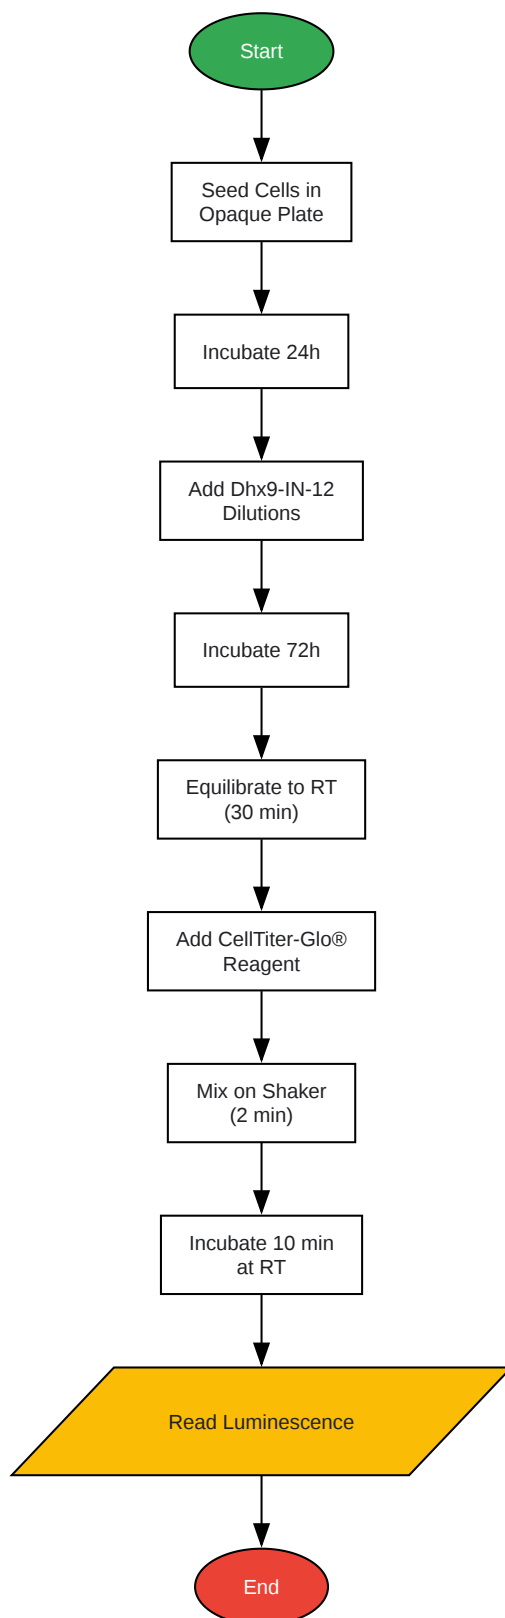 Start
Seed Cells in
Opaque Plate
Incubate 24h
Add Dhx9-IN-12
Dilutions
Incubate 72h
Equilibrate to RT
(30 min)
Add CellTiter-Glo®
Reagent
Mix on Shaker
(2 min)
Incubate 10 min
at RT
Read Luminescence
End